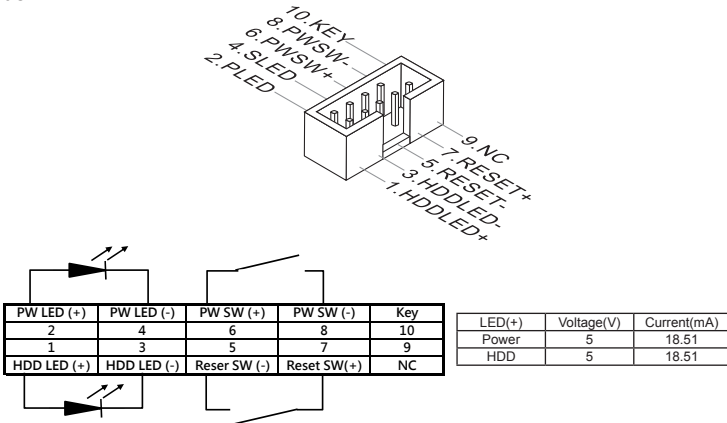 10.KEY
8.PWSW-
6.PWSW+
4.SLED
2.PLED
9.NC
7.RESET+
5.RESET-
3.HDDLED-
1.HDDLED+
PW LED (+) PW LED (-) PW SW (+) PW SW (-) Key
2 4 6 8 10
1 3 5 7 9
HDD LED (+) HDD LED (-) Reser SW (-) Reset SW(+) NC
LED(+) Voltage(V) Current(mA)
Power 5 18.51
HDD 5 18.51